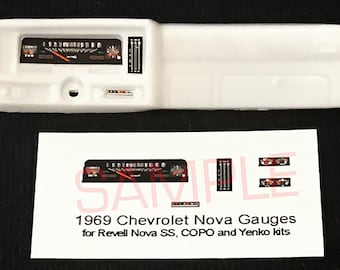 SAMPLE
1969 Chevrolet Nova Gauges
for Revell Nova SS, COPO and Yenko kits